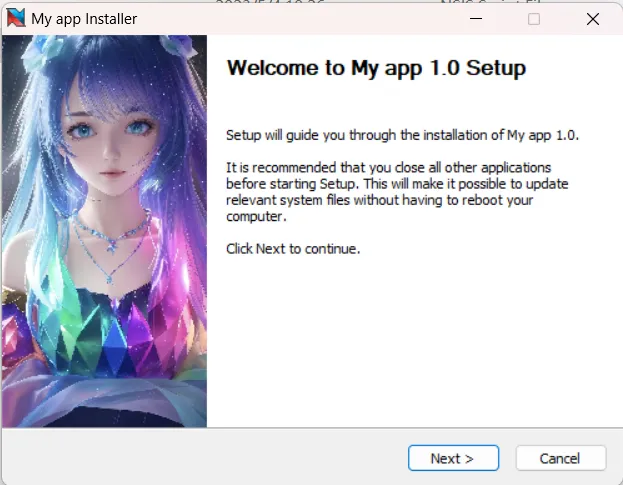 My app Installer
Welcome to My app 1.0 Setup
Setup will guide you through the installation of My app 1.0.
It is recommended that you close all other applications
before starting Setup. This will make it possible to update
relevant system files without having to reboot your
computer.
Click Next to continue.
Next >
Cancel